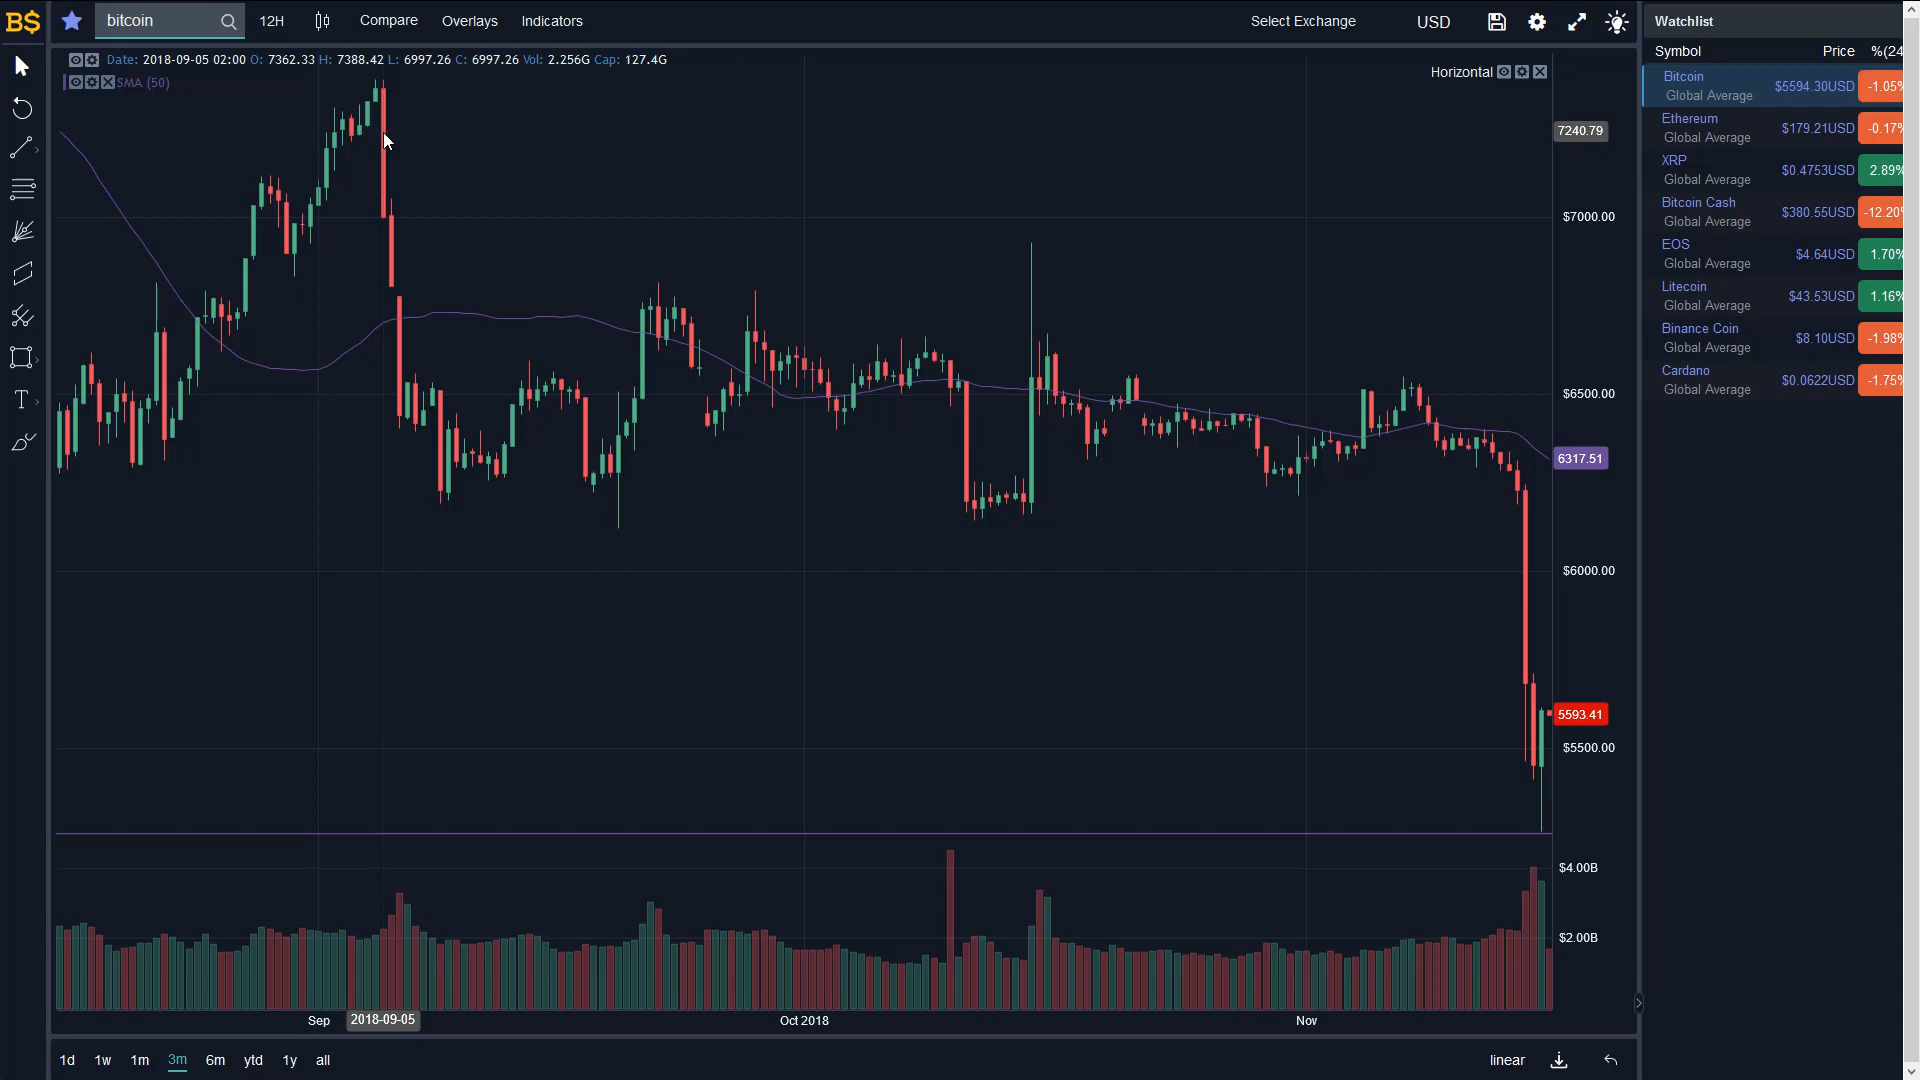 B$ bitcoin 12H Compare Overlays Indicators Select Exchange USD
Date: 2018-09-05 02:00 O: 7362.33 H: 7388.42 L: 6997.26 C: 6997.26 Vol: 2.256G Cap: 127.4G
SMA (50)
Horizontal
7240.79
$7000.00
$6500.00
6317.51
$6000.00
5593.41
$5500.00
$4.00B
$2.00B
Sep 2018-09-05 Oct 2018 Nov
1d 1w 1m 3m 6m ytd 1y all linear
Watchlist
Symbol Price %(24
Bitcoin $5594.30USD -1.05%
Global Average
Ethereum $179.21USD -0.17%
Global Average
XRP $0.4753USD 2.89%
Global Average
Bitcoin Cash $380.55USD -12.20%
Global Average
EOS $4.64USD 1.70%
Global Average
Litecoin $43.53USD 1.16%
Global Average
Binance Coin $8.10USD -1.98%
Global Average
Cardano $0.0622USD -1.75%
Global Average